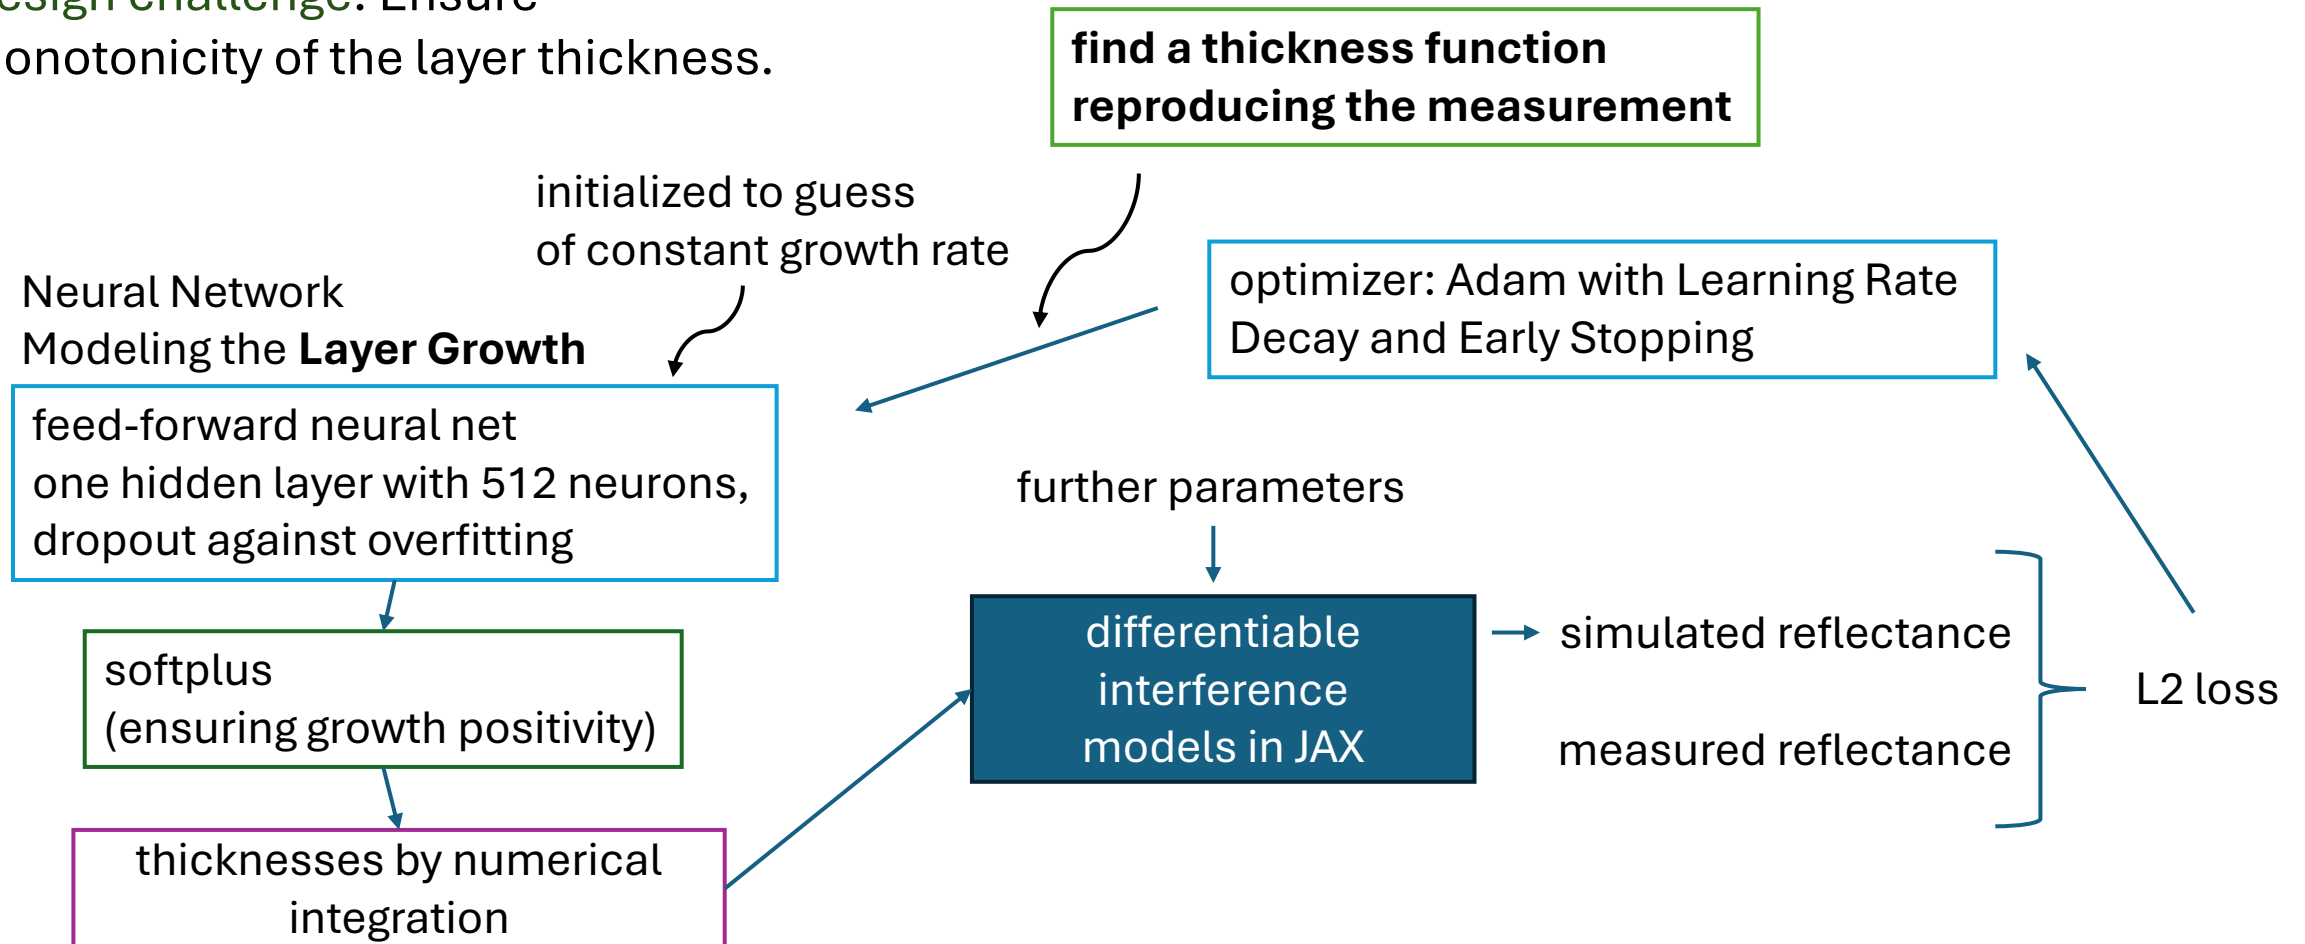 design challenge: Ensure
onotonicity of the layer thickness.
find a thickness function
reproducing the measurement
initialized to guess
of constant growth rate
Neural Network
Modeling the Layer Growth
optimizer: Adam with Learning Rate
Decay and Early Stopping
feed-forward neural net
one hidden layer with 512 neurons,
dropout against overfitting
further parameters
softplus
(ensuring growth positivity)
differentiable
interference
models in JAX
simulated reflectance
measured reflectance
L2 loss
thicknesses by numerical
integration